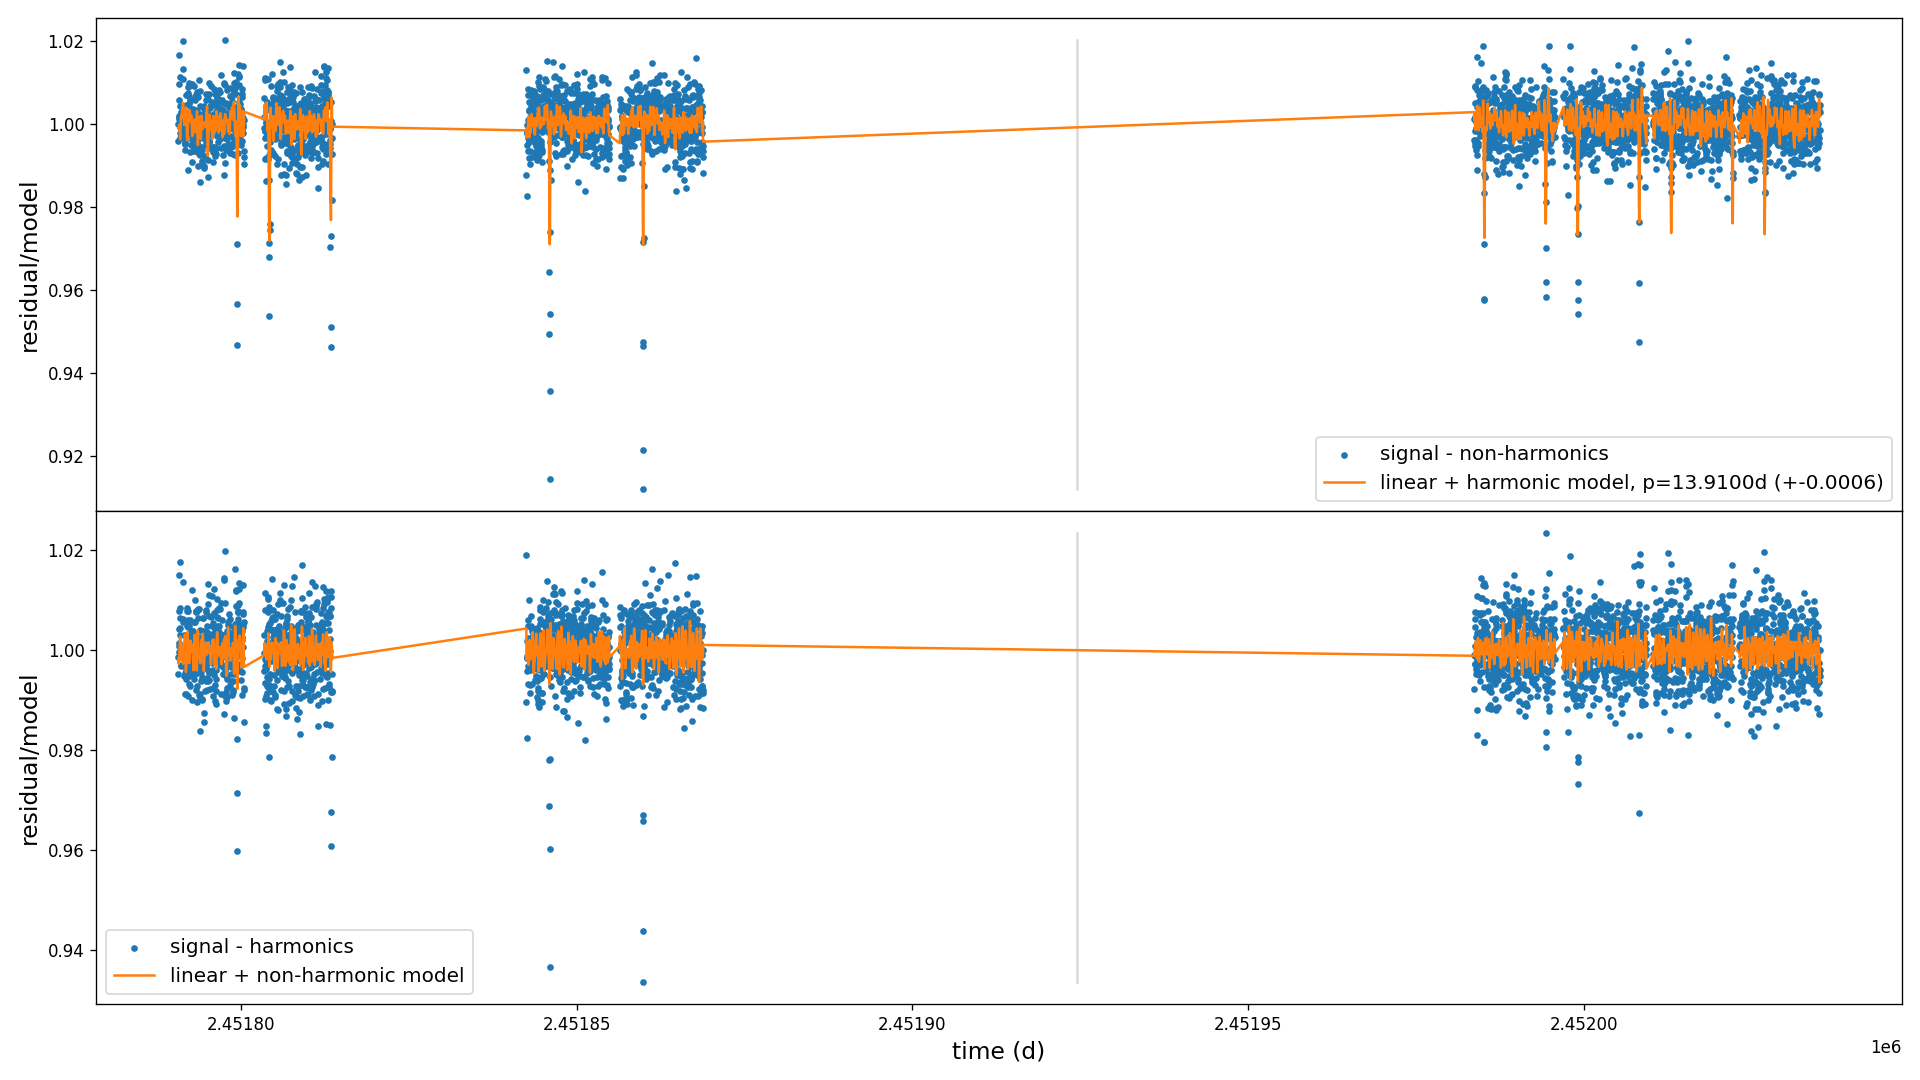 1.02
1.00
0.98
0.96
0.94
0.92
residual/model
signal - non-harmonics
linear + harmonic model, p=13.9100d (+-0.0006)
1.02
1.00
0.98
0.96
0.94
residual/model
signal - harmonics
linear + non-harmonic model
2.45180 2.45185 2.45190 2.45195 2.45200
time (d)
1e6